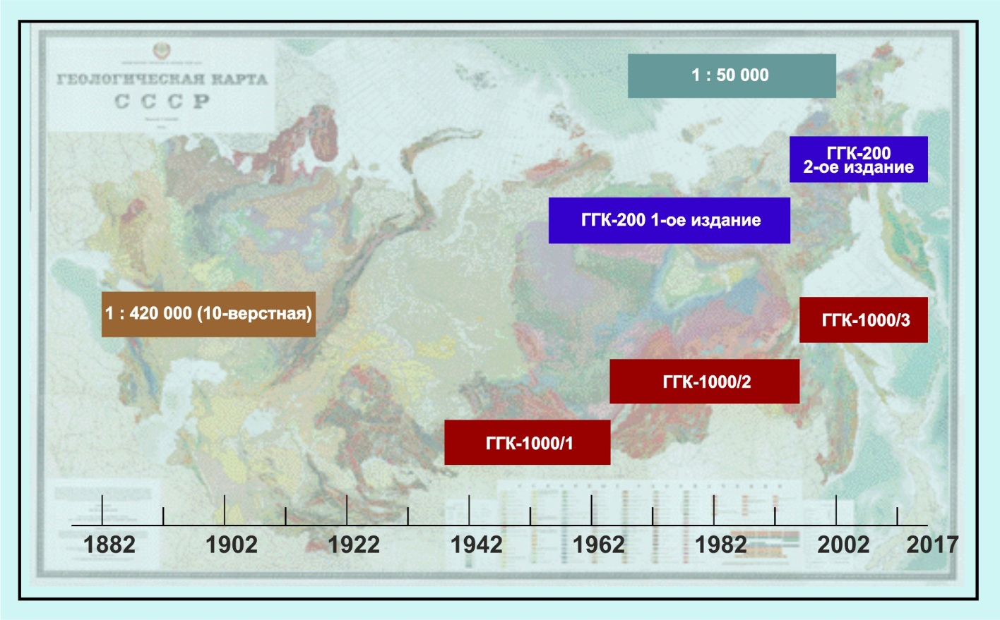 ГЕОЛОГИЧЕСКАЯ КАРТА
СССР
1 : 50 000
ГГК-200
2-ое издание
ГГК-200 1-ое издание
1 : 420 000 (10-верстная)
ГГК-1000/3
ГГК-1000/2
ГГК-1000/1
1882 1902 1922 1942 1962 1982 2002 2017